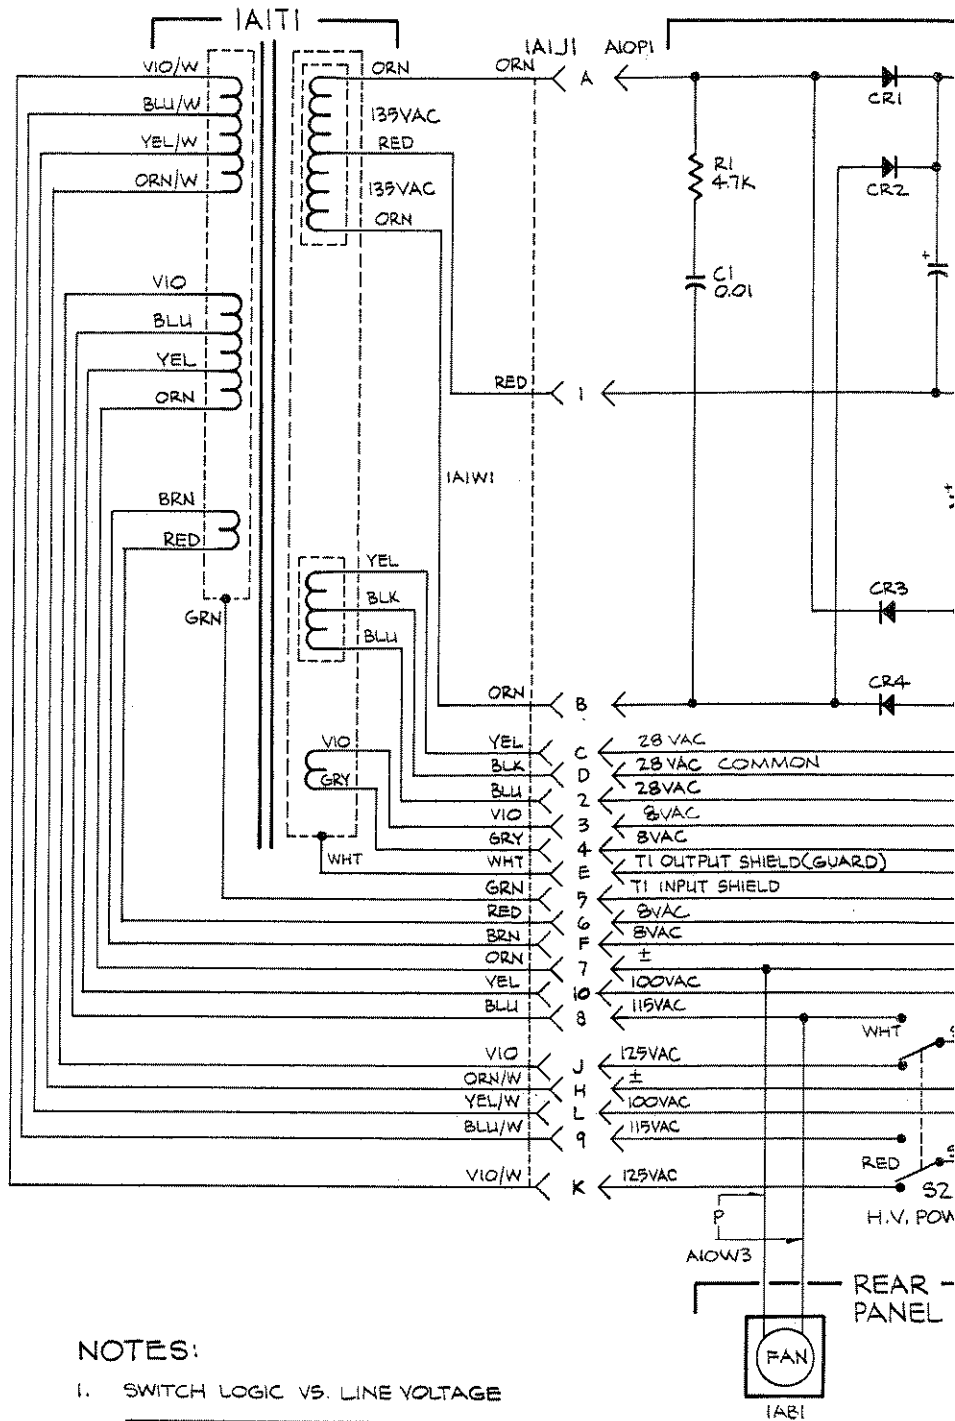 1A1T1
1A1J1 A10P1
VIO/W ORN ORN A
CR1
BLU/W 135VAC
YEL/W RED
R1
4.7K
CR2
ORN/W 135VAC
ORN
+
C1
0.01
VIO
BLU
YEL
RED 1
ORN
1A1W1
BRN
+
RED
YEL
BLK
CR3
GRN
BLU
ORN B
CR4
VIO YEL C 28 VAC
BLK D 28 VAC COMMON
GRY BLU 2 28VAC
VIO 3 8VAC
GRY 4 8VAC
WHT WHT E T1 OUTPUT SHIELD (GUARD)
GRN 5 T1 INPUT SHIELD
RED 6 8VAC
BRN F 8VAC
ORN 7 ±
YEL 10 100VAC
BLU 8 115VAC
WHT S
VIO J 125VAC
ORN/W H ±
YEL/W L 100VAC
BLU/W 9 115VAC
RED S
VIO/W K 125VAC
S2
P
H.V. POW
A10W3
REAR
PANEL
FAN
1AB1
NOTES:
1. SWITCH LOGIC VS. LINE VOLTAGE